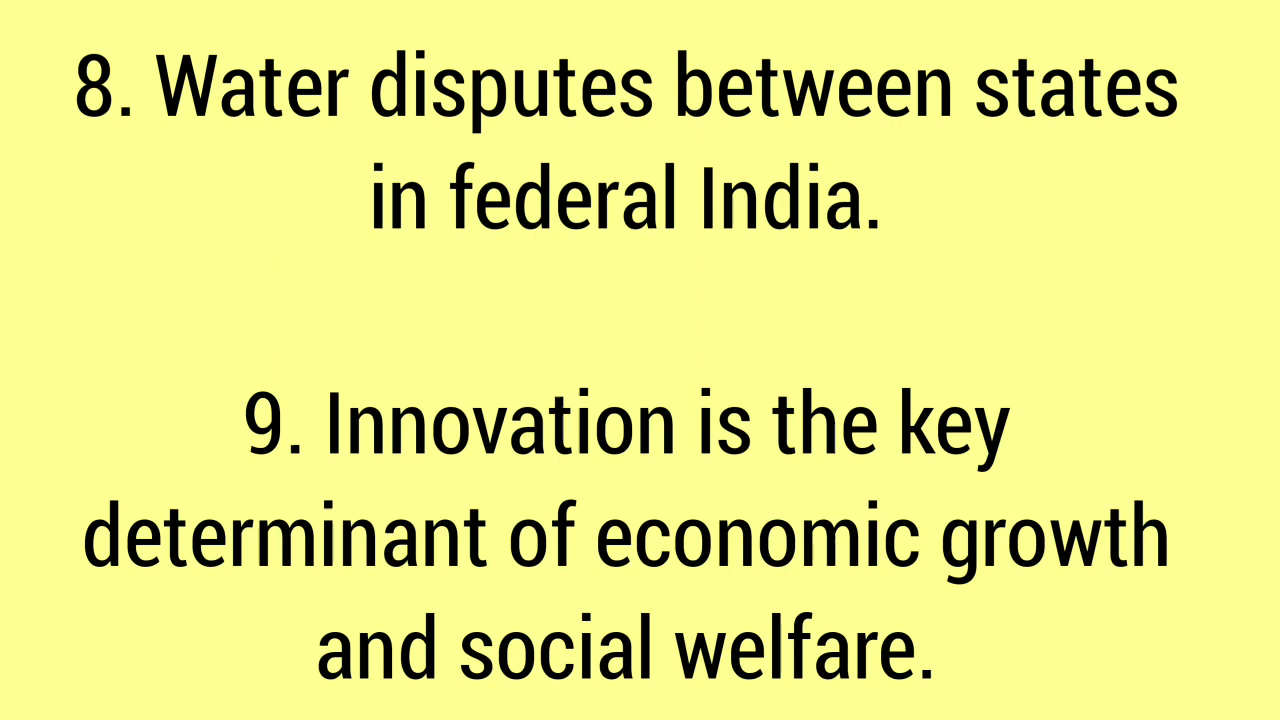 8. Water disputes between states
in federal India.
9. Innovation is the key
determinant of economic growth
and social welfare.